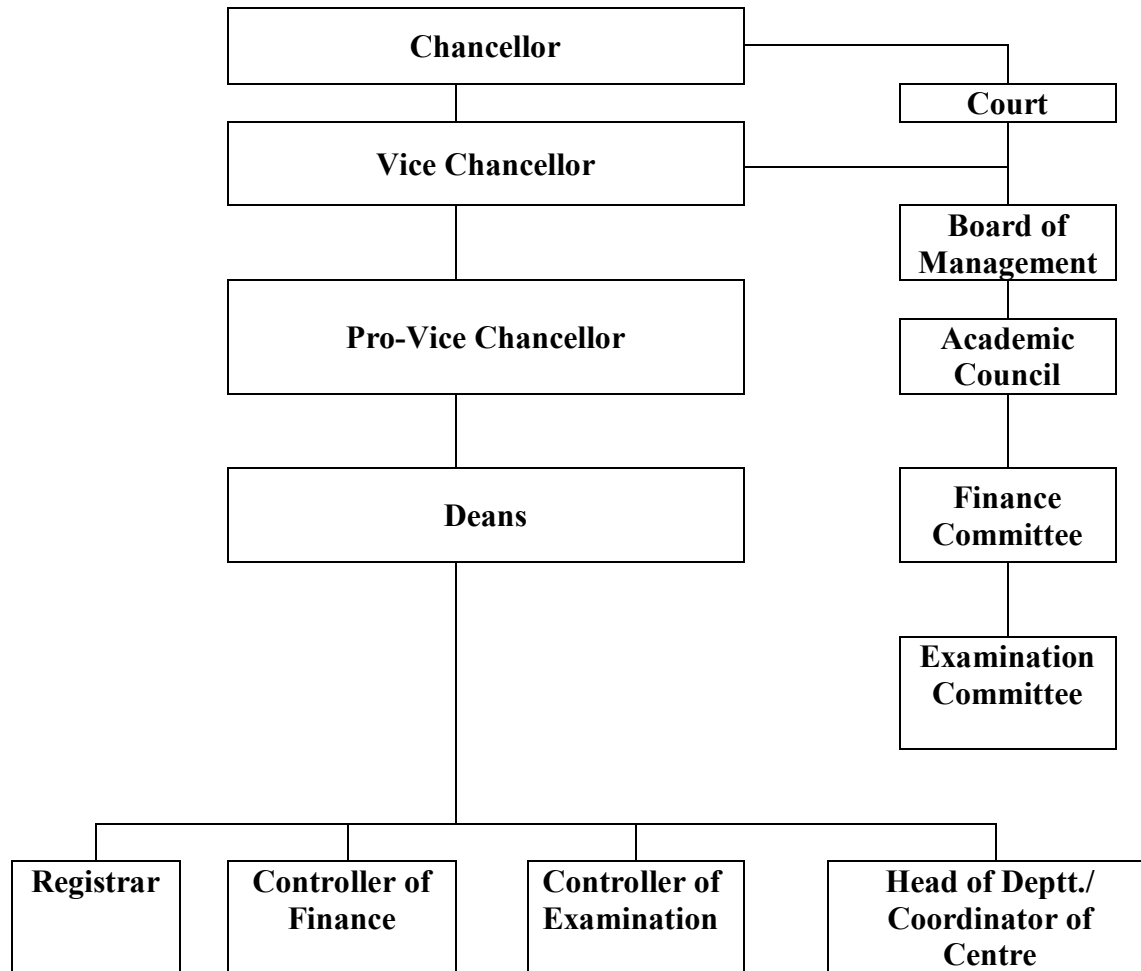 Chancellor
Court
Vice Chancellor
Board of
Management
Pro-Vice Chancellor
Academic
Council
Deans
Finance
Committee
Examination
Committee
Registrar
Controller of
Finance
Controller of
Examination
Head of Deptt./
Coordinator of
Centre